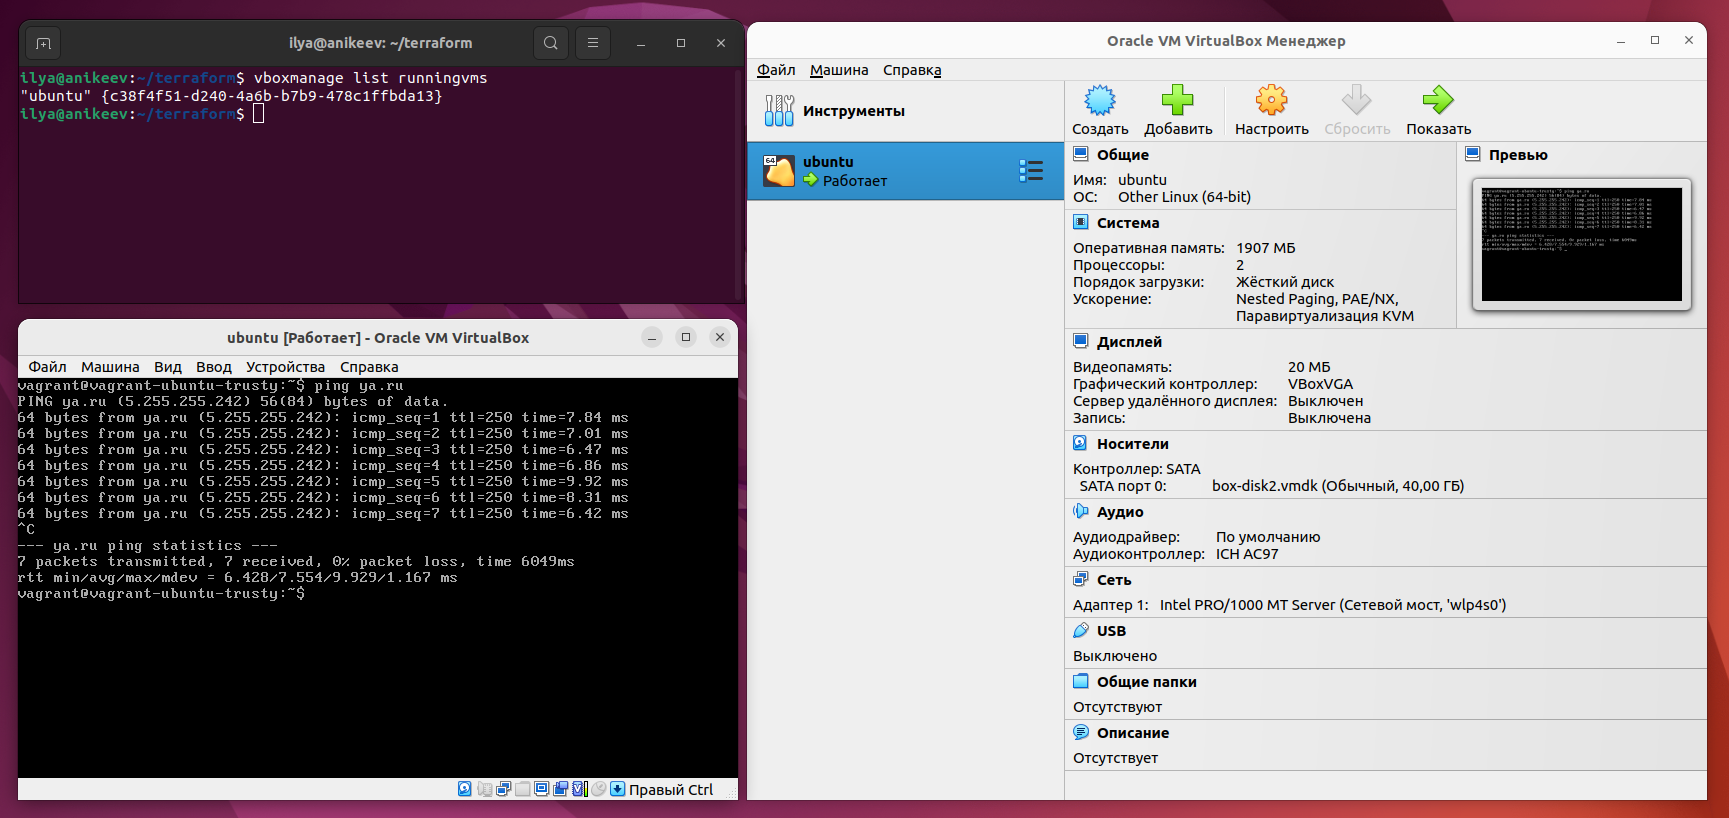 ilya@anikeev: ~/terraform
ilya@anikeev:~/terraform$ vboxmanage list runningvms
"ubuntu" {c38f4f51-d240-4a6b-b7b9-478c1ffbda13}
ilya@anikeev:~/terraform$
ubuntu [Работает] - Oracle VM VirtualBox
Файл Машина Вид Ввод Устройства Справка
vagrant@vagrant-ubuntu-trusty:~$ ping ya.ru
PING ya.ru (5.255.255.242) 56(84) bytes of data.
64 bytes from ya.ru (5.255.255.242): icmp_seq=1 ttl=250 time=7.84 ms
64 bytes from ya.ru (5.255.255.242): icmp_seq=2 ttl=250 time=7.01 ms
64 bytes from ya.ru (5.255.255.242): icmp_seq=3 ttl=250 time=6.47 ms
64 bytes from ya.ru (5.255.255.242): icmp_seq=4 ttl=250 time=6.86 ms
64 bytes from ya.ru (5.255.255.242): icmp_seq=5 ttl=250 time=9.92 ms
64 bytes from ya.ru (5.255.255.242): icmp_seq=6 ttl=250 time=8.31 ms
64 bytes from ya.ru (5.255.255.242): icmp_seq=7 ttl=250 time=6.42 ms
^C
--- ya.ru ping statistics ---
7 packets transmitted, 7 received, 0% packet loss, time 6049ms
rtt min/avg/max/mdev = 6.428/7.554/9.929/1.167 ms
vagrant@vagrant-ubuntu-trusty:~$
Правый Ctrl
Oracle VM VirtualBox Менеджер
Файл Машина Справка
Инструменты
64
ubuntu
Работает
Создать Добавить Настроить Сбросить Показать
Общие
Имя: ubuntu
ОС: Other Linux (64-bit)
Превью
Система
Оперативная память: 1907 МБ
Процессоры: 2
Порядок загрузки: Жёсткий диск
Ускорение: Nested Paging, PAE/NX,
Паравиртуализация KVM
Дисплей
Видеопамять: 20 МБ
Графический контроллер: VBoxVGA
Сервер удалённого дисплея: Выключен
Запись: Выключена
Носители
Контроллер: SATA
SATA порт 0: box-disk2.vmdk (Обычный, 40,00 ГБ)
Аудио
Аудиодрайвер: По умолчанию
Аудиоконтроллер: ICH AC97
Сеть
Адаптер 1: Intel PRO/1000 MT Server (Сетевой мост, 'wlp4s0')
USB
Выключено
Общие папки
Отсутствуют
Описание
Отсутствует